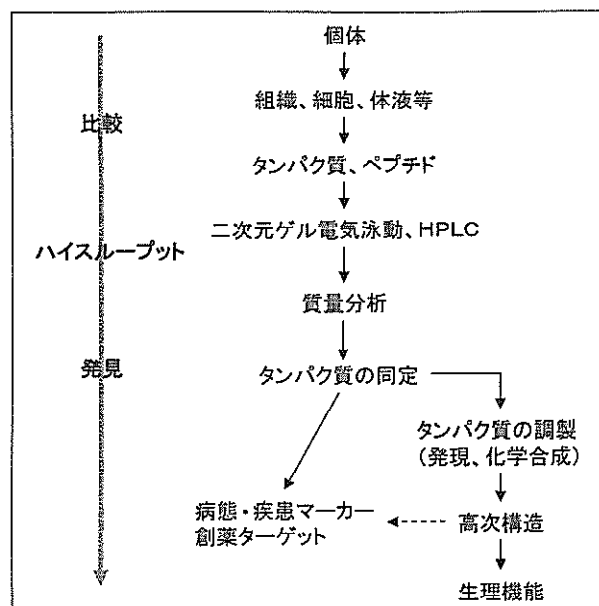 個体
組織、細胞、体液等
比較
タンパク質、ペプチド
二次元ゲル電気泳動、HPLC
ハイスループット
質量分析
発見
タンパク質の同定
タンパク質の調製
(発現、化学合成)
病態・疾患マーカー
創薬ターゲット
高次構造
生理機能